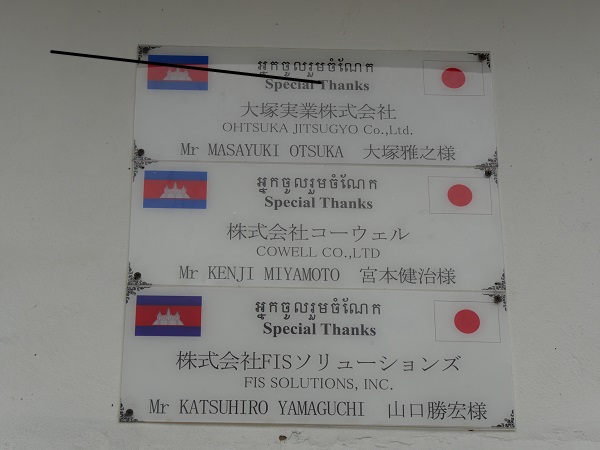 អ្នកចូលរួមចំណែក
Special Thanks
大塚実業株式会社
OHTSUKA JITSUGYO Co.,Ltd.
Mr MASAYUKI OTSUKA 大塚雅之様
អ្នកចូលរួមចំណែក
Special Thanks
株式会社コーウェル
COWELL CO.,LTD
Mr KENJI MIYAMOTO 宮本健治様
អ្នកចូលរួមចំណែក
Special Thanks
株式会社FISソリューションズ
FIS SOLUTIONS, INC.
Mr KATSUHIRO YAMAGUCHI 山口勝宏様